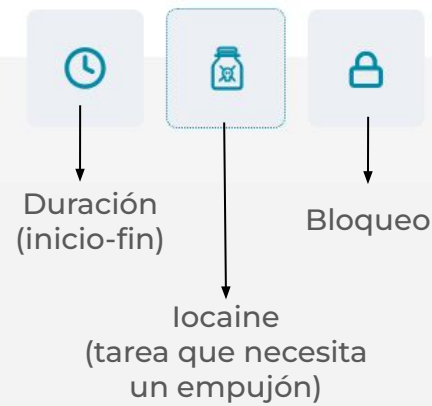 Duración
(inicio-fin)
Bloqueo
Iocaine
(tarea que necesita
un empujón)